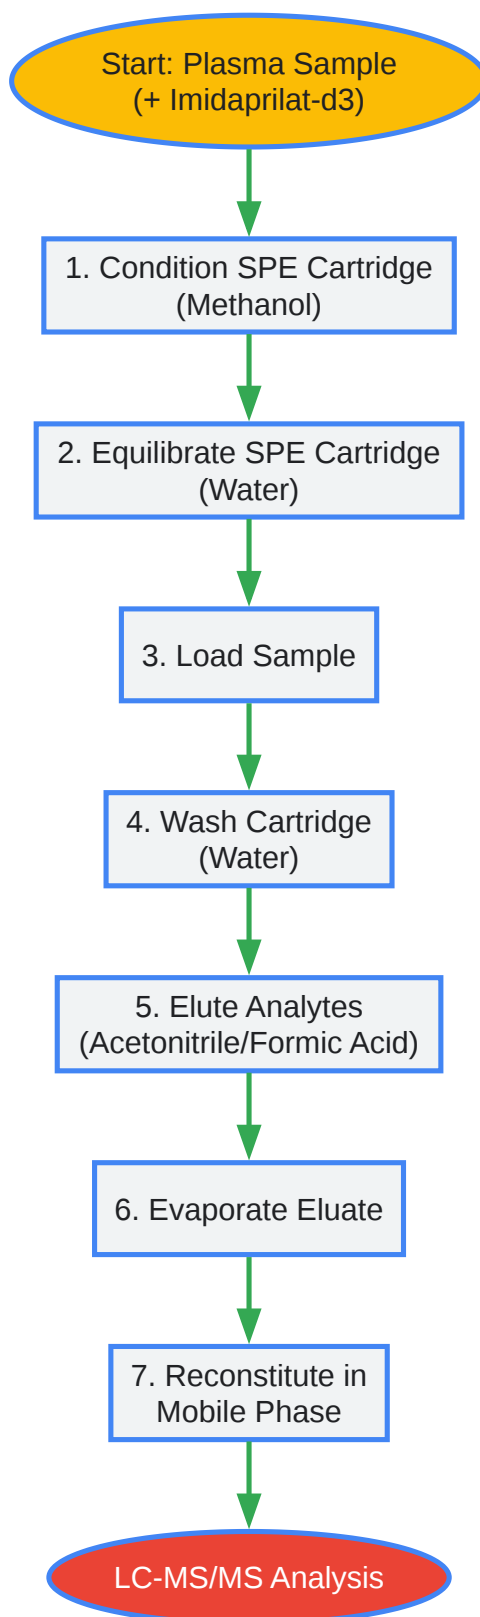 Start: Plasma Sample
(+ Imidaprilat-d3)
1. Condition SPE Cartridge
(Methanol)
2. Equilibrate SPE Cartridge
(Water)
3. Load Sample
4. Wash Cartridge
(Water)
5. Elute Analytes
(Acetonitrile/Formic Acid)
6. Evaporate Eluate
7. Reconstitute in
Mobile Phase
LC-MS/MS Analysis